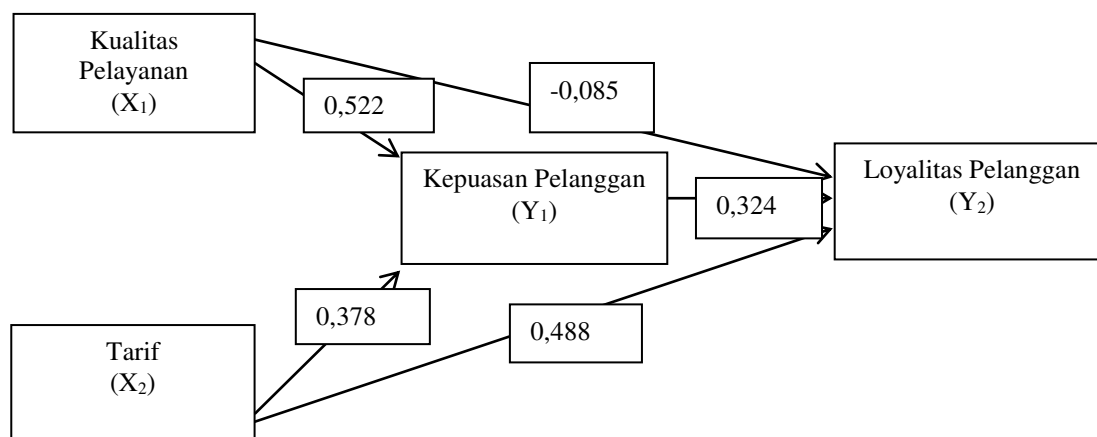 Kualitas
Pelayanan
(X₁)
0,522
-0,085
Kepuasan Pelanggan
(Y₁)
0,324
Loyalitas Pelanggan
(Y₂)
0,378
0,488
Tarif
(X₂)